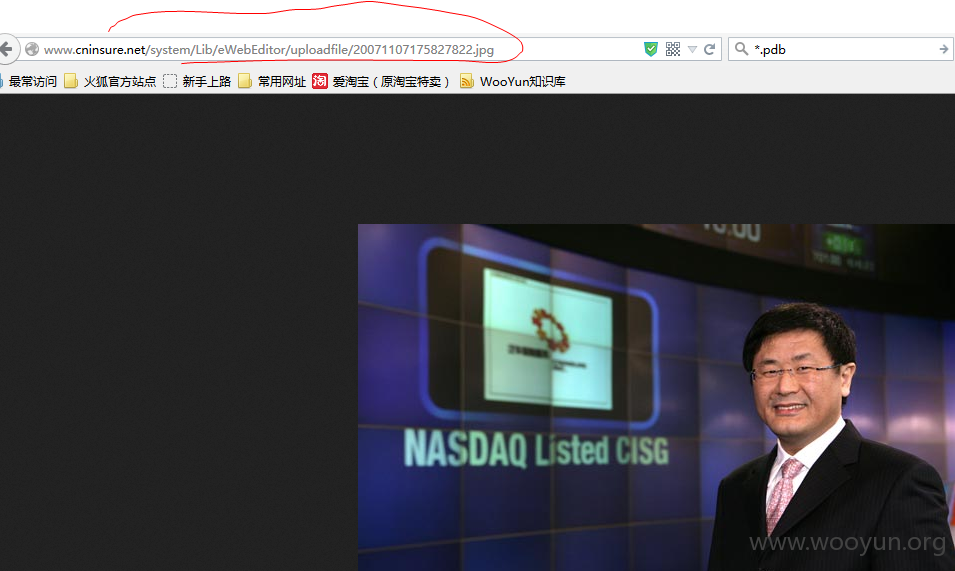 www.cninsure.net/system/Lib/eWebEditor/uploadfile/20071107175827822.jpg
*.pdb
最常访问 火狐官方站点 新手上路 常用网址 淘 爱淘宝（原淘宝特卖） WooYun知识库
NASDAQ Listed CISG
www.wooyun.org